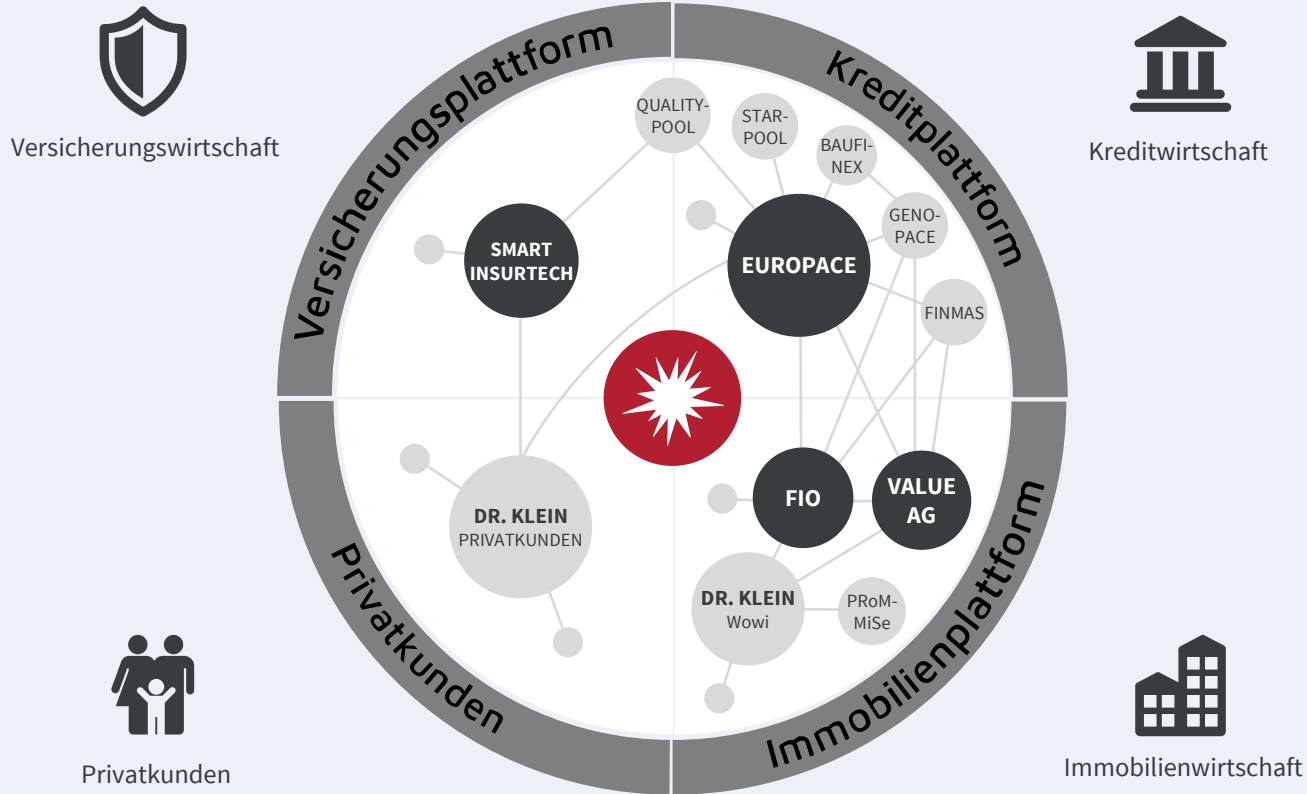 Versicherungswirtschaft
Kreditwirtschaft
Versicherungsplattform
Kreditplattform
QUALITY-
POOL
STAR-
POOL
BAUFI-
NEX
GENO-
PACE
SMART
INSURTECH
EUROPACE
FINMAS
DR. KLEIN
PRIVATKUNDEN
FIO
VALUE
AG
DR. KLEIN
Wowi
PRoM-
MiSe
Privatkunden
Immobilienplattform
Privatkunden
Immobilienwirtschaft